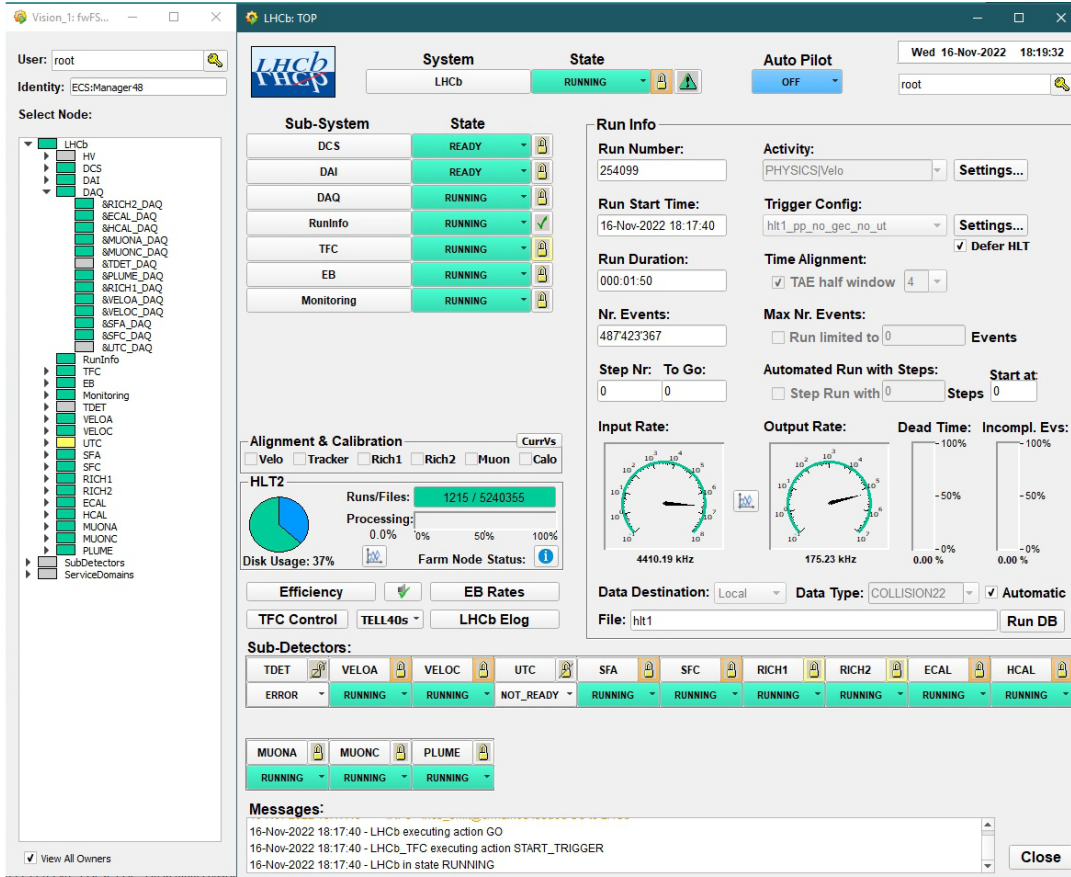 Vision_1: fwFS...
User: root
Identity: ECS:Manager48
Select Node:
LHCb
HV
DCS
DAI
DAQ
&RICH2_DAQ
&ECAL_DAQ
&HCAL_DAQ
&MUONA_DAQ
&MUONC_DAQ
&TDET_DAQ
&PLUME_DAQ
&RICH1_DAQ
&VELOA_DAQ
&VELOC_DAQ
&SFA_DAQ
&SFC_DAQ
&UTC_DAQ
RunInfo
TFC
EB
Monitoring
TDET
VELOA
VELOC
UTC
SFA
SFC
RICH1
RICH2
ECAL
HCAL
MUONA
MUONC
PLUME
SubDetectors
ServiceDomains
View All Owners
LHCb: TOP
LHCb
System State Auto Pilot
LHCb RUNNING OFF
Wed 16-Nov-2022 18:19:32
root
Sub-System State
DCS READY
DAI READY
DAQ RUNNING
RunInfo RUNNING
TFC RUNNING
EB RUNNING
Monitoring RUNNING
Run Info
Run Number: Activity:
254099 PHYSICS|Velo Settings...
Run Start Time: Trigger Config:
16-Nov-2022 18:17:40 hlt1_pp_no_gec_no_ut Settings...
Defer HLT
Run Duration: Time Alignment:
000:01:50 TAE half window 4
Nr. Events: Max Nr. Events:
487'423'367 Run limited to 0 Events
Step Nr: To Go: Automated Run with Steps: Start at:
0 0 Step Run with 0 Steps 0
Input Rate: Output Rate: Dead Time: Incompl. Evs:
100% 100%
50% 50%
0% 0%
4410.19 kHz 175.23 kHz 0.00 % 0.00 %
Alignment & Calibration CurrVs
Velo Tracker Rich1 Rich2 Muon Calo
HLT2
Runs/Files: 1215 / 5240355
Processing:
0.0% 0% 50% 100%
Disk Usage: 37% Farm Node Status:
Efficiency EB Rates
TFC Control TELL40s LHCb Elog
Data Destination: Local Data Type: COLLISION22 Automatic
File: hlt1 Run DB
Sub-Detectors:
TDET VELOA VELOC UTC SFA SFC RICH1 RICH2 ECAL HCAL
ERROR RUNNING RUNNING NOT_READY RUNNING RUNNING RUNNING RUNNING RUNNING RUNNING
MUONA MUONC PLUME
RUNNING RUNNING RUNNING
Messages:
16-Nov-2022 18:17:40 - LHCb executing action GO
16-Nov-2022 18:17:40 - LHCb_TFC executing action START_TRIGGER
16-Nov-2022 18:17:40 - LHCb in state RUNNING
Close